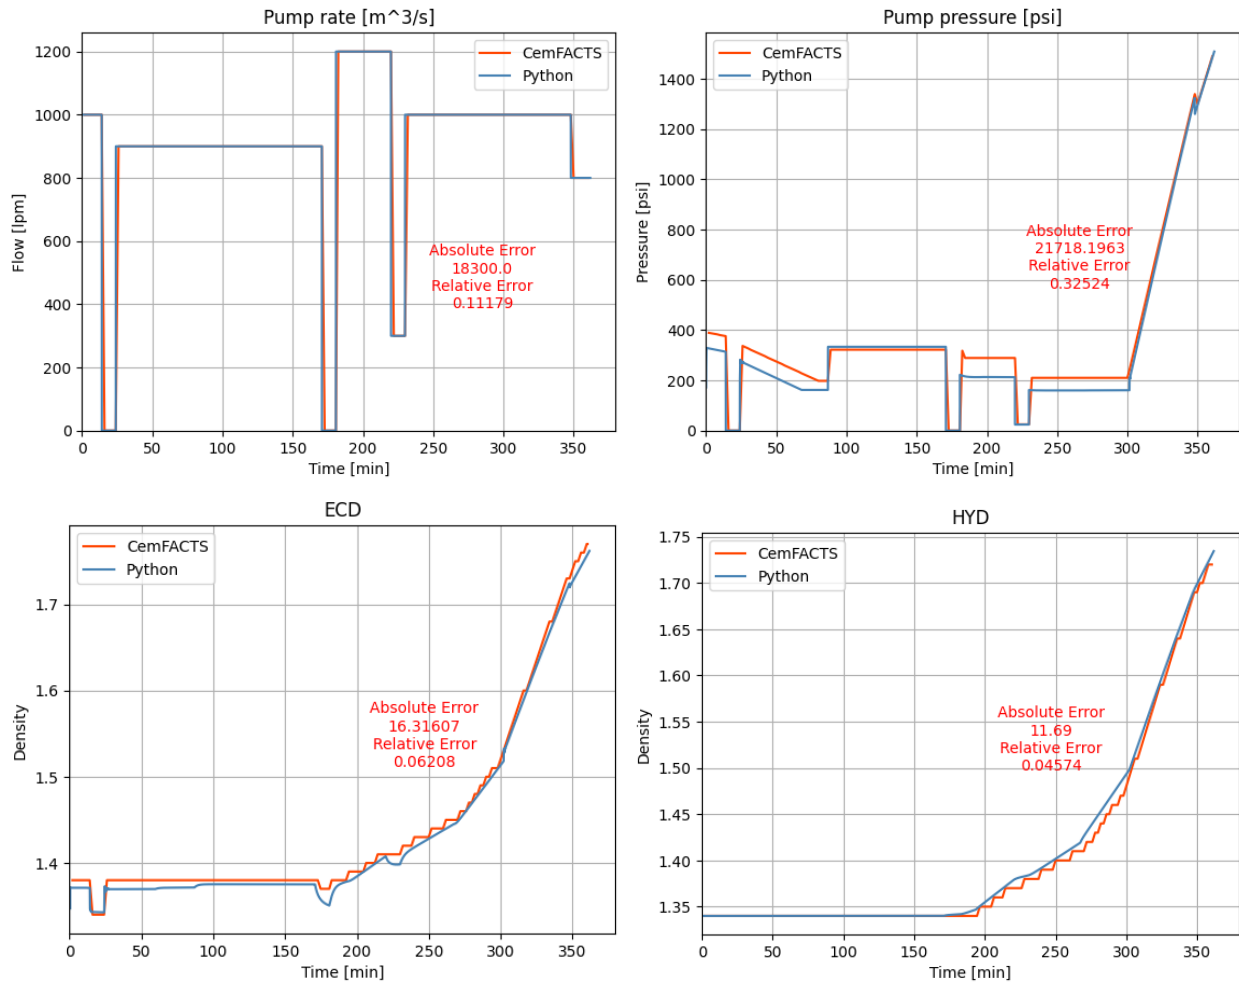 Pump rate [m^3/s]
CemFACTS
Python
1200
1000
800
600
400
200
0
Flow [lpm]
Absolute Error
18300.0
Relative Error
0.11179
0 50 100 150 200 250 300 350
Time [min]
Pump pressure [psi]
CemFACTS
Python
1400
1200
1000
800
600
400
200
0
Pressure [psi]
Absolute Error
21718.1963
Relative Error
0.32524
0 50 100 150 200 250 300 350
Time [min]
ECD
CemFACTS
Python
1.7
1.6
1.5
1.4
Density
Absolute Error
16.31607
Relative Error
0.06208
0 50 100 150 200 250 300 350
Time [min]
HYD
CemFACTS
Python
1.75
1.70
1.65
1.60
1.55
1.50
1.45
1.40
1.35
Density
Absolute Error
11.69
Relative Error
0.04574
0 50 100 150 200 250 300 350
Time [min]